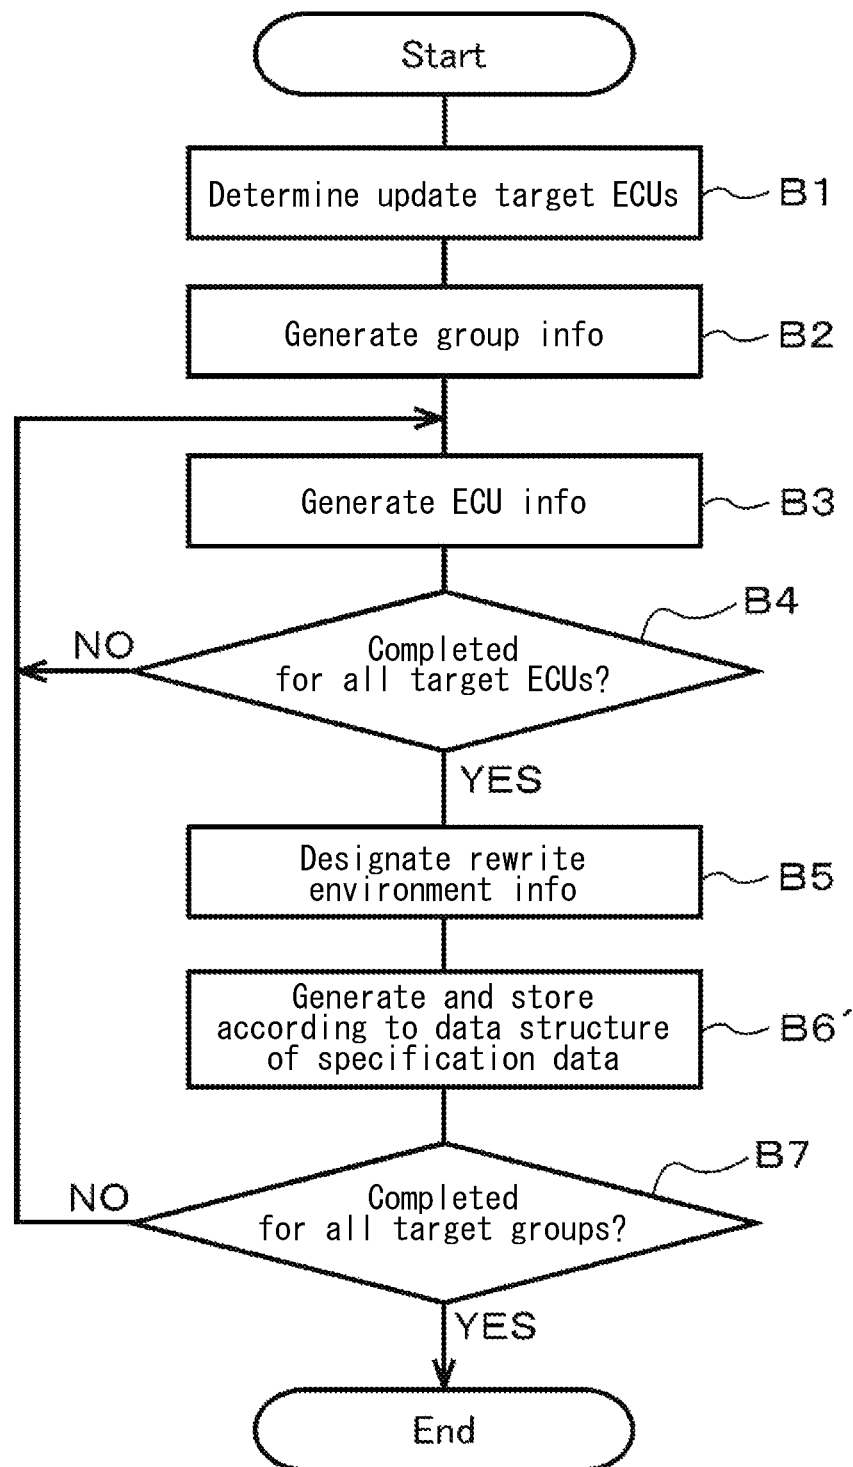 Start
Determine update target ECUs
B1
Generate group info
B2
Generate ECU info
B3
B4
NO
Completed
for all target ECUs?
YES
Designate rewrite
environment info
B5
Generate and store
according to data structure
of specification data
B6´
B7
NO
Completed
for all target groups?
YES
End